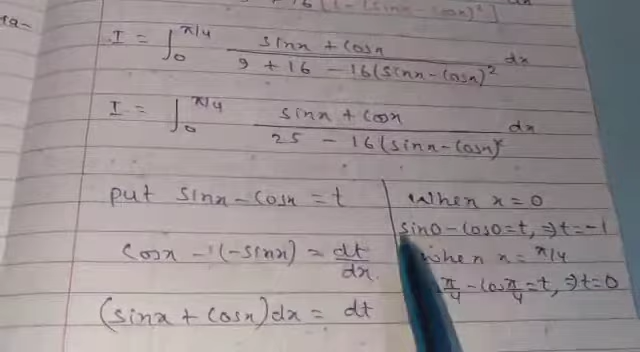 I = ∫₀^π/4 (sinx + cosx) / (9 + 16 − 16(sinx − cosx)²) dx
I = ∫₀^π/4 (sinx + cosx) / (25 − 16(sinx − cosx)²) dx
put sinx − cosx = t
cosx − (−sinx) = dt/dx
(sinx + cosx)dx = dt
When x = 0
sin0 − cos0 = t, ⇒ t = −1
When x = π/4
π/4 − cos π/4 = t, ⇒ t = 0